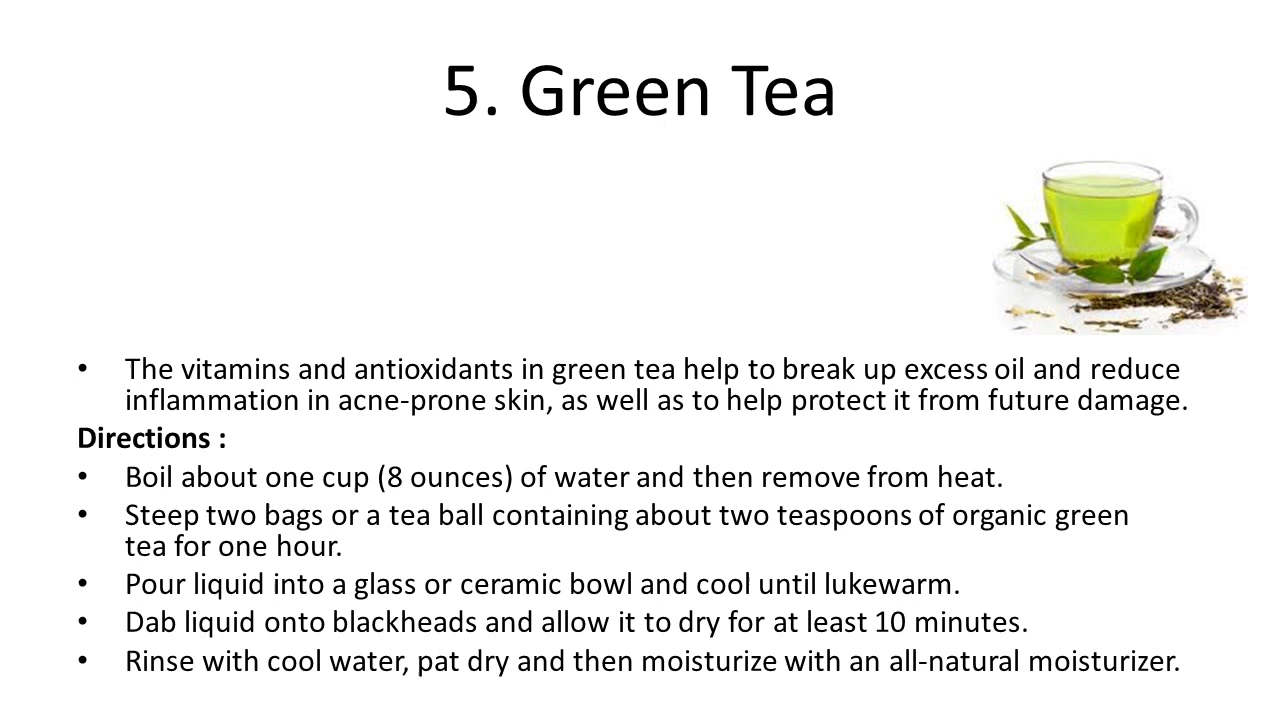 5. Green Tea
• The vitamins and antioxidants in green tea help to break up excess oil and reduce
inflammation in acne-prone skin, as well as to help protect it from future damage.
Directions :
• Boil about one cup (8 ounces) of water and then remove from heat.
• Steep two bags or a tea ball containing about two teaspoons of organic green
tea for one hour.
• Pour liquid into a glass or ceramic bowl and cool until lukewarm.
• Dab liquid onto blackheads and allow it to dry for at least 10 minutes.
• Rinse with cool water, pat dry and then moisturize with an all-natural moisturizer.